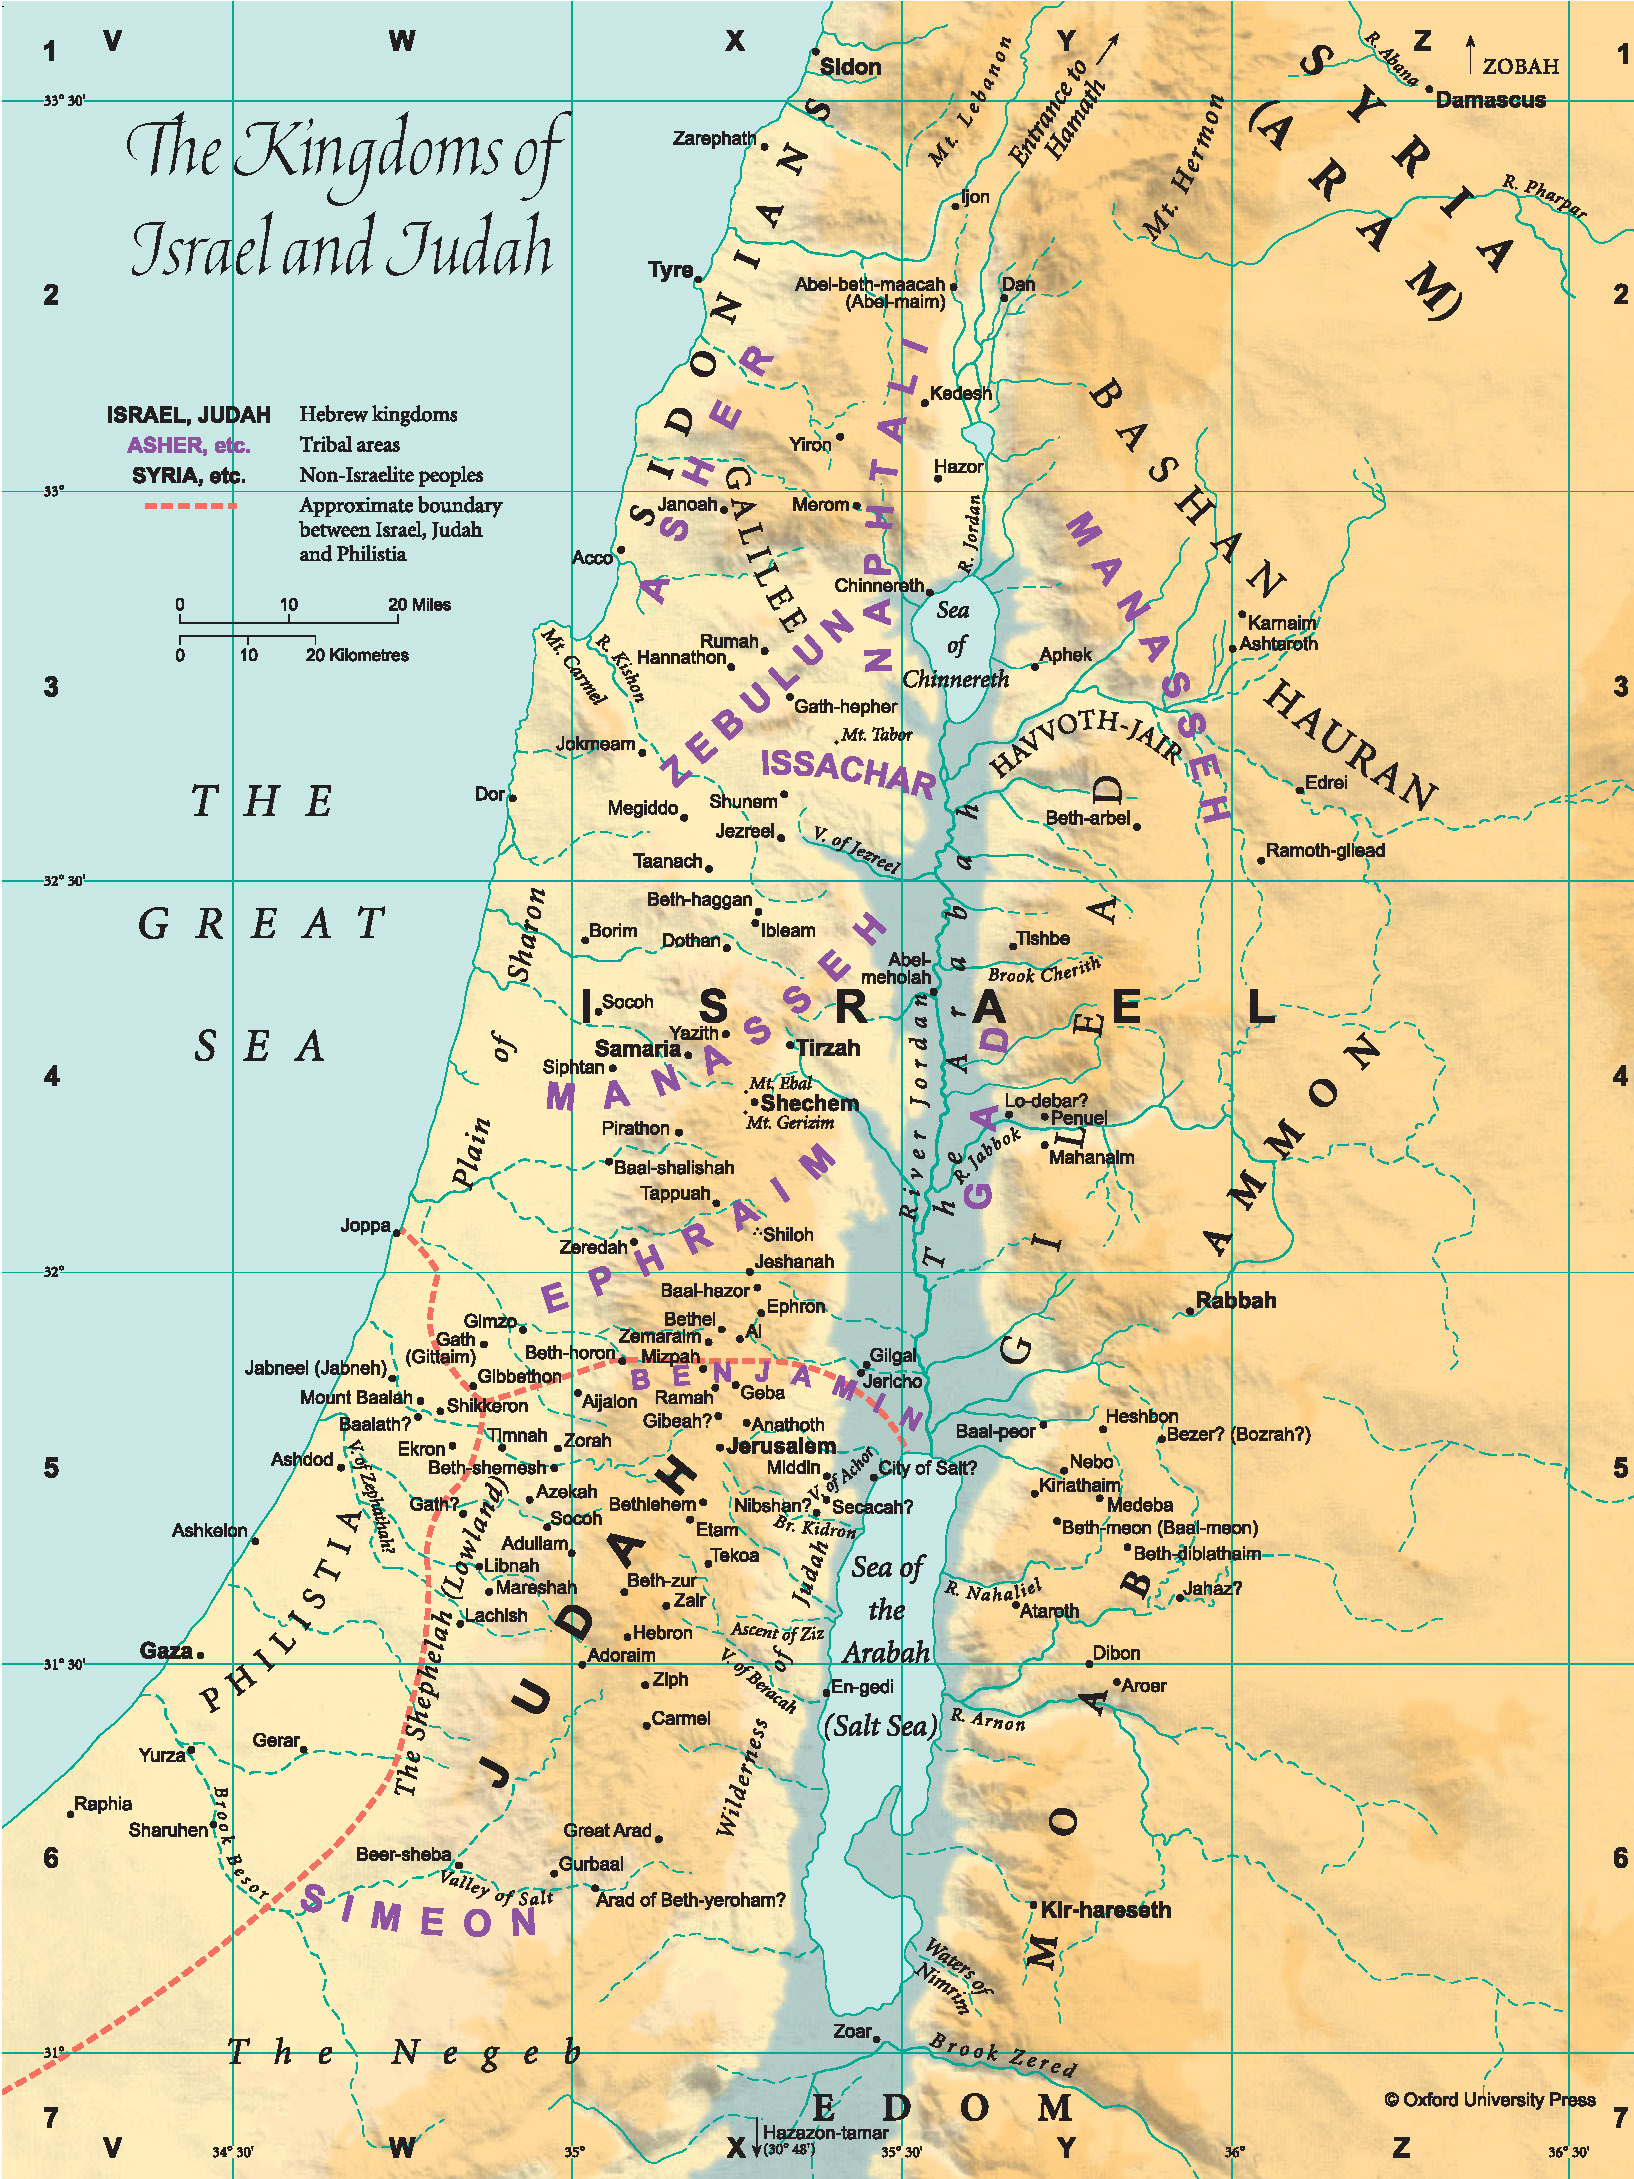 V
W
X
Y
Z
1
1
Sidon
Mt. Lebanon
Entrance to
Hamath
Mt. Hermon
R. Abana
ZOBAH
Damascus
33° 30'
SYRIA
(ARAM)
R. Pharpar
The Kingdoms of
Israel and Judah
Zarephath
Ijon
SIDONIANS
Tyre
2
2
Abel-beth-maacah
(Abel-maim)
Dan
ASHER
NAPHTALI
BASHAN
Kedesh
Yiron
Hazor
ISRAEL, JUDAH Hebrew kingdoms
ASHER, etc. Tribal areas
SYRIA, etc. Non-Israelite peoples
Approximate boundary
between Israel, Judah
and Philistia
33°
Janoah
Merom
GALILEE
R. Jordan
MANASSEH
Acco
Chinnereth
0 10 20 Miles
0 10 20 Kilometres
Sea
of
Chinnereth
Karnaim
Ashtaroth
Aphek
Mt. Carmel
R. Kishon
Rumah
Hannathon
ZEBULUN
Gath-hepher
3
3
HAURAN
HAVVOTH-JAIR
Jokmeam
Mt. Tabor
ISSACHAR
THE
GREAT
SEA
Dor
Megiddo
Shunem
Jezreel
V. of Jezreel
Taanach
Edrei
Beth-arbel
Ramoth-gilead
32° 30'
Beth-haggan
Ibleam
Borim
Dothan
Tishbe
Brook Cherith
Abel-
meholah
Plain of Sharon
ISRAEL
Socoh
Yazith
Samaria
Tirzah
Siphtan
MANASSEH
4
4
Mt. Ebal
Shechem
Mt. Gerizim
River Jordan
The Arabah
GAD
GILEAD
AMMON
Lo-debar?
Penuel
R. Jabbok
Mahanaim
Pirathon
Baal-shalishah
Tappuah
EPHRAIM
Joppa
Zeredah
Shiloh
32°
Jeshanah
Baal-hazor
Ephron
Rabbah
Gimzo
Bethel
Zemaraim
Ai
Gath
(Gittaim)
Beth-horon
Mizpah
Gilgal
Jericho
Jabneel (Jabneh)
Gibbethon
BENJAMIN
Mount Baalah
Shikkeron
Aijalon
Ramah
Geba
Baalath?
Gibeah?
Anathoth
Baal-peor
Heshbon
Bezer? (Bozrah?)
Ekron
Timnah
Zorah
Jerusalem
5
5
Ashdod
V. of Zephathah?
Beth-shemesh
Middin
V. of Achor
City of Salt?
Nebo
Kiriathaim
Medeba
Gath?
Azekah
Bethlehem
Nibshan?
Secacah?
Br. Kidron
Ashkelon
Socoh
Etam
Beth-meon (Baal-meon)
Adullam
Tekoa
Beth-diblathaim
PHILISTIA
The Shephelah (Lowland)
Libnah
Mareshah
Beth-zur
Zair
Sea of
the
Arabah
(Salt Sea)
R. Nahaliel
Jahaz?
Ataroth
Lachish
Hebron
Ascent of Ziz
Gaza
Adoraim
V. of Beracah
Dibon
31° 30'
JUDAH
Ziph
En-gedi
Aroer
Carmel
R. Arnon
MOAB
Wilderness of Judah
Yurza
Gerar
Raphia
Sharuhen
Brook Besor
6
6
Great Arad
Beer-sheba
Gurbaal
Valley of Salt
Arad of Beth-yeroham?
SIMEON
Kir-hareseth
Waters of
Nimrim
Zoar
31°
The Negeb
Brook Zered
EDOM
© Oxford University Press
7
7
Hazazon-tamar
(30° 48')
V
W
X
Y
Z
34° 30'
35°
35° 30'
36°
36° 30'